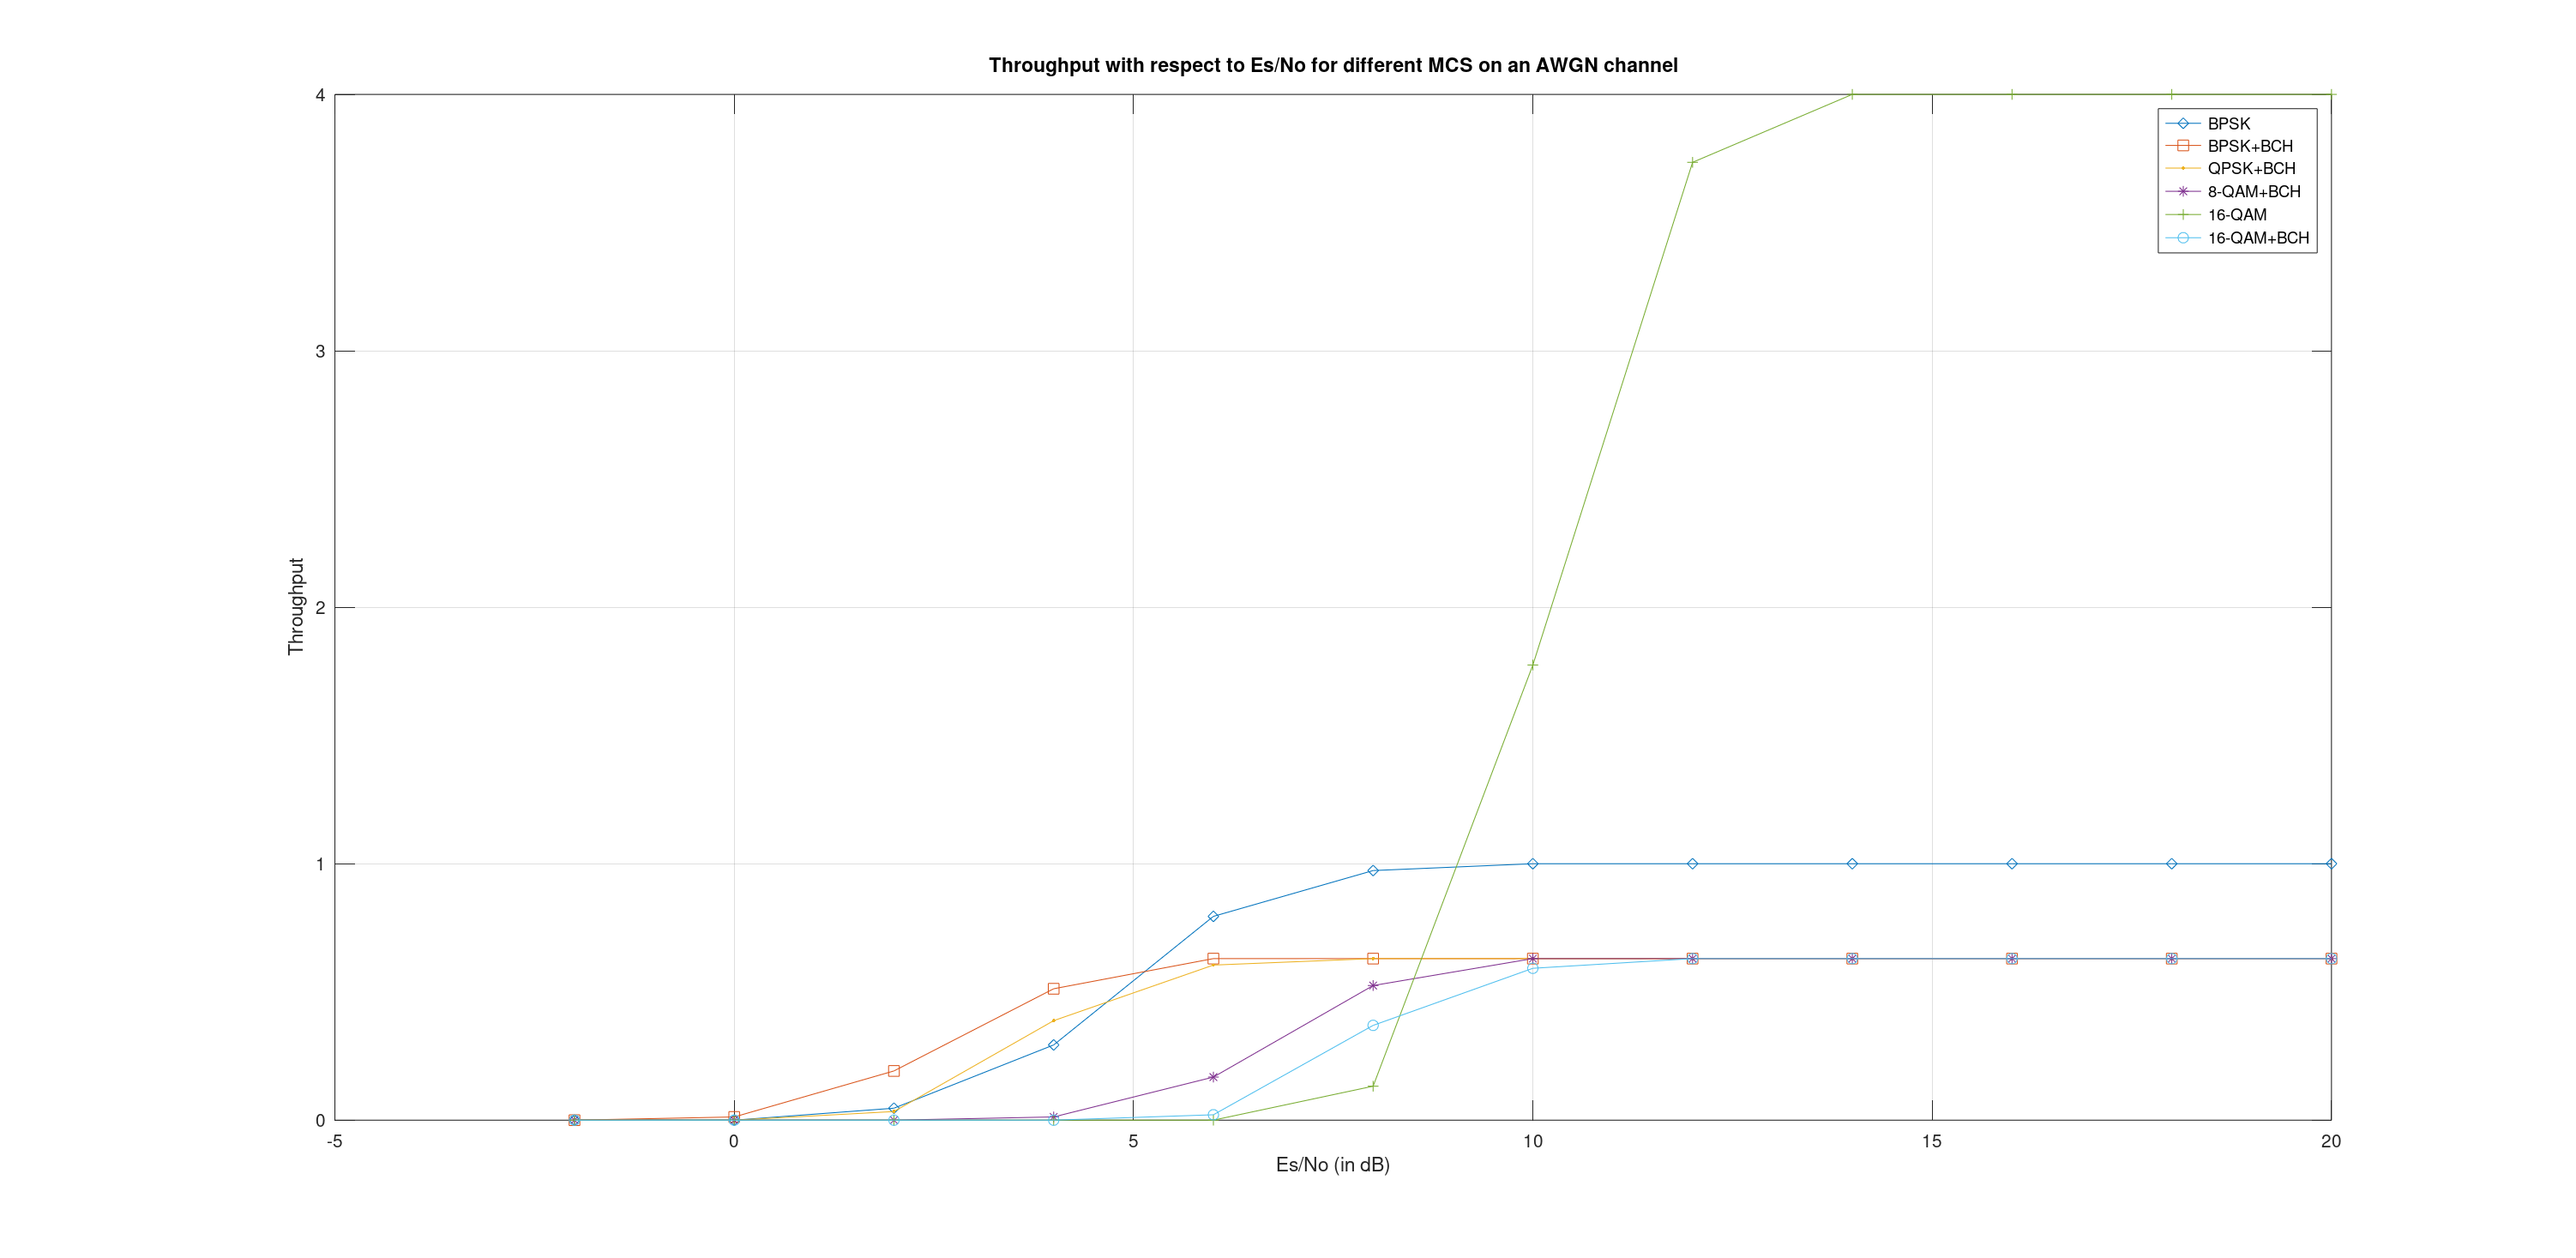 Throughput with respect to Es/No for different MCS on an AWGN channel
4
3
2
1
0
Throughput
-5 0 5 10 15 20
Es/No (in dB)
BPSK
BPSK+BCH
QPSK+BCH
8-QAM+BCH
16-QAM
16-QAM+BCH